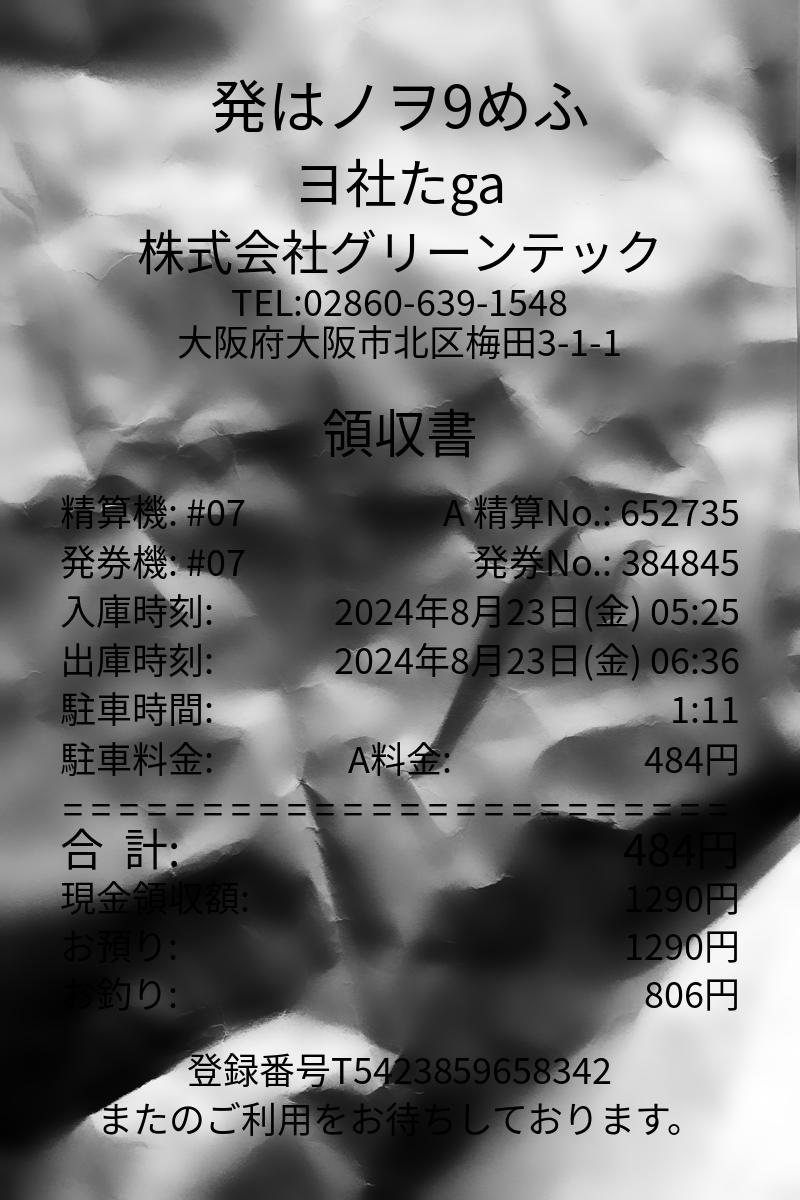 発はノヲ9めふ
ヨ社たga
株式会社グリーンテック
TEL:02860-639-1548
大阪府大阪市北区梅田3-1-1
領収書
精算機: #07 A 精算No.: 652735
発券機: #07 発券No.: 384845
入庫時刻: 2024年8月23日(金) 05:25
出庫時刻: 2024年8月23日(金) 06:36
駐車時間: 1:11
駐車料金: A料金: 484円
========================
合 計: 484円
現金領収額: 1290円
お預り: 1290円
お釣り: 806円
登録番号T5423859658342
またのご利用をお待ちしております。